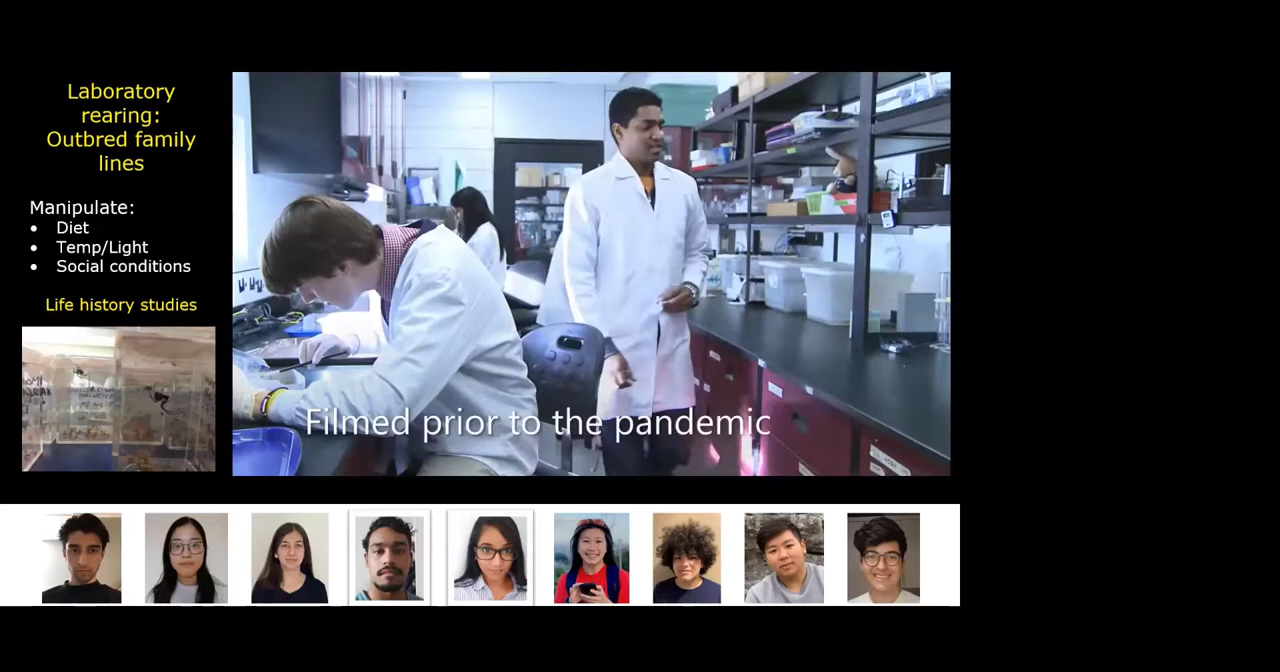 Laboratory
rearing:
Outbred family
lines
Manipulate:
• Diet
• Temp/Light
• Social conditions
Life history studies
Filmed prior to the pandemic